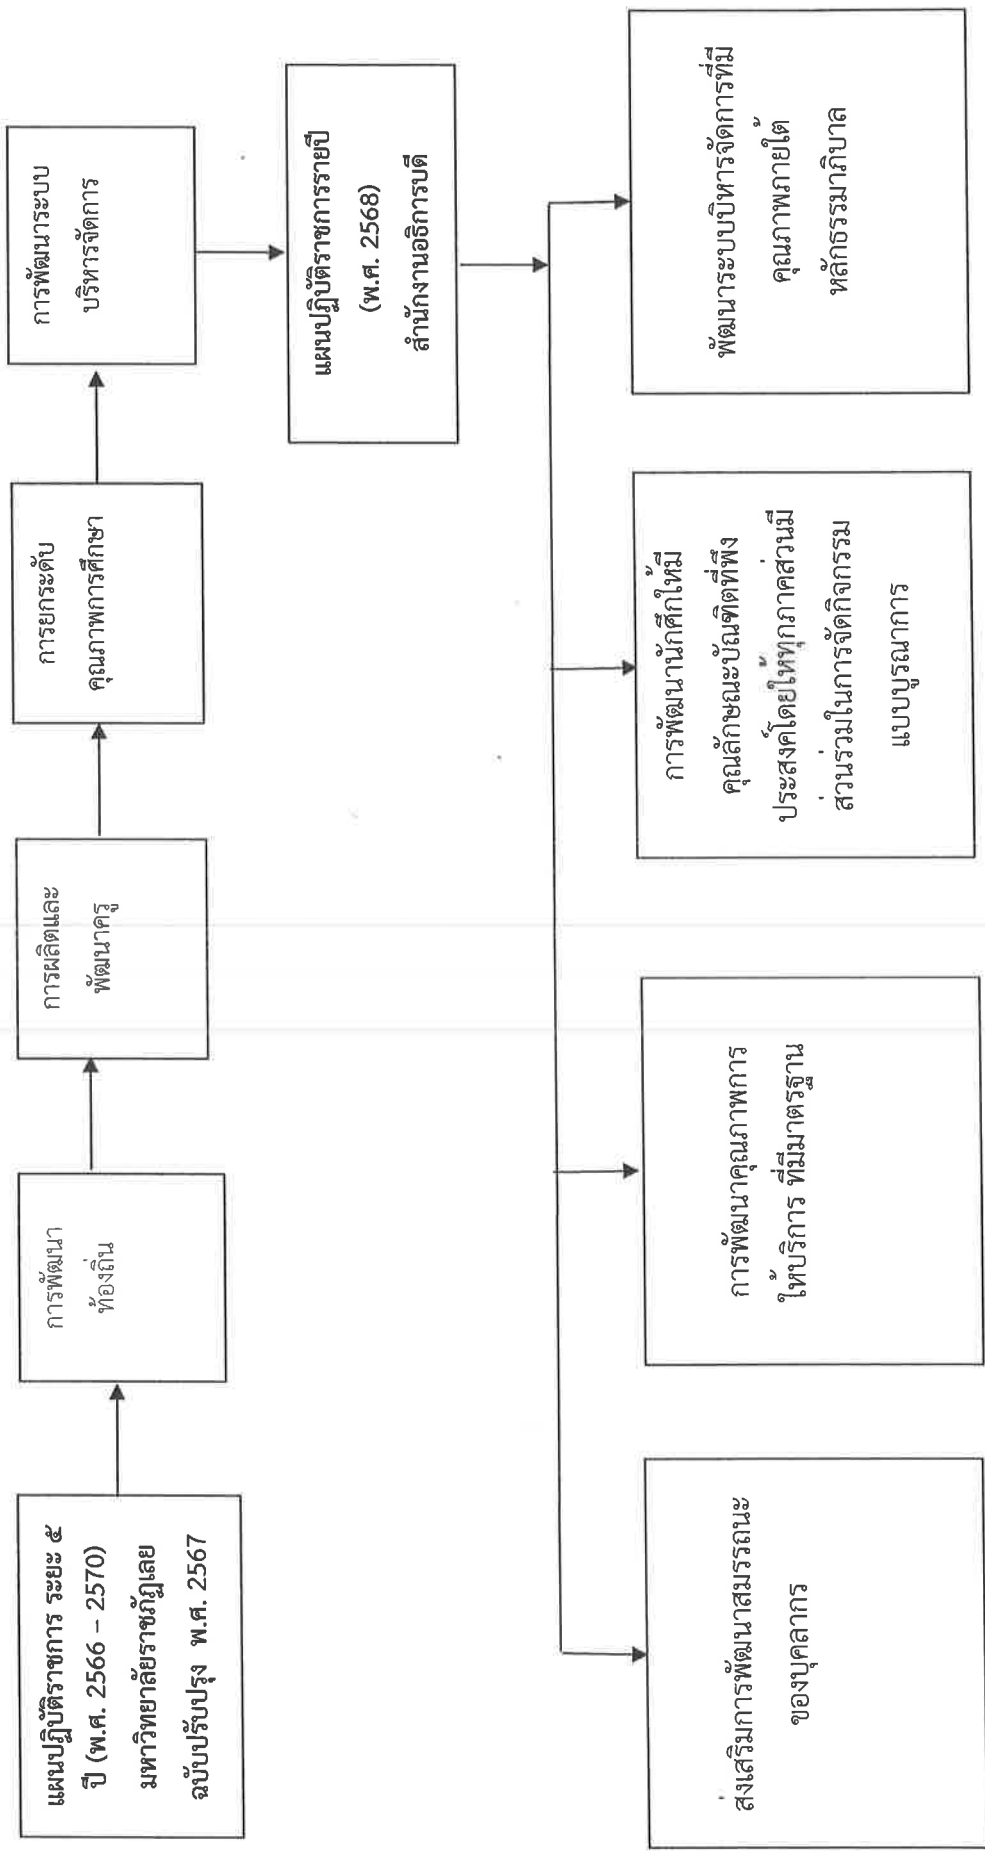 แผนปฏิบัติราชการ ระยะ ๕
ปี (พ.ศ. 2566 – 2570)
มหาวิทยาลัยราชภัฏเลย
ฉบับปรับปรุง พ.ศ. 2567
การพัฒนา
ท้องถิ่น
การผลิตและ
พัฒนาครู
การยกระดับ
คุณภาพการศึกษา
การพัฒนาระบบ
บริหารจัดการ
แผนปฏิบัติราชการรายปี
(พ.ศ. 2568)
สำนักงานอธิการบดี
ส่งเสริมการพัฒนาสมรรถนะ
ของบุคลากร
การพัฒนาคุณภาพการ
ให้บริการ ที่มีมาตรฐาน
การพัฒนานักศึกให้มี
คุณลักษณะบัณฑิตที่พึง
ประสงค์โดยให้ทุกภาคส่วนมี
ส่วนร่วมในการจัดกิจกรรม
แบบบูรณาการ
พัฒนาระบบบริหารจัดการที่มี
คุณภาพภายใต้
หลักธรรมาภิบาล